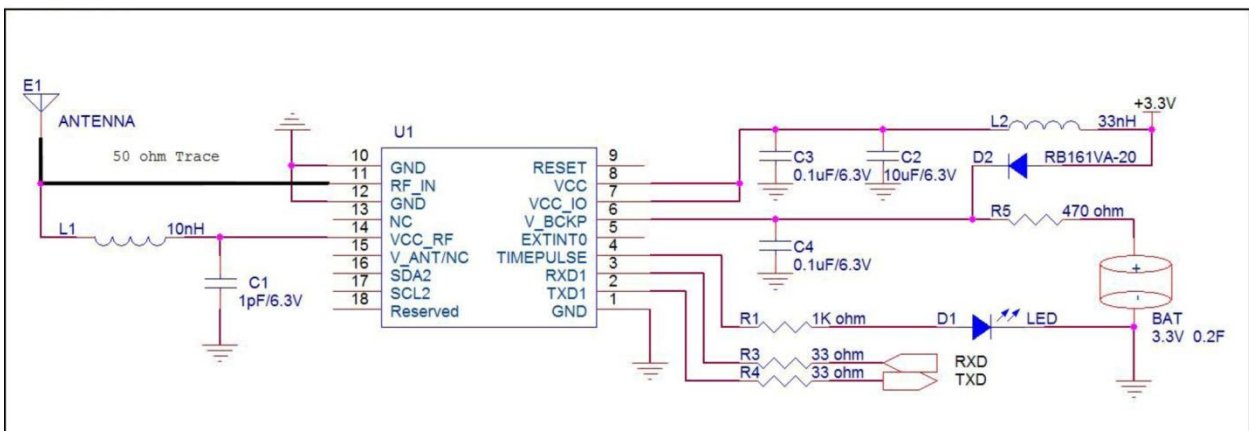 E1
ANTENNA
50 ohm Trace
L1 10nH
C1
1pF/6.3V
U1
10 GND
11 RF_IN
12 GND
13 NC
14 VCC_RF
15 V_ANT/NC
16 SDA2
17 SCL2
18 Reserved
RESET 9
VCC 8
VCC_IO 7
V_BCKP 6
EXTINT0 5
TIMEPULSE 4
RXD1 3
TXD1 2
GND 1
+3.3V
L2 33nH
C3
0.1uF/6.3V
C2
10uF/6.3V
D2 RB161VA-20
R5 470 ohm
C4
0.1uF/6.3V
+
-
BAT
3.3V 0.2F
R1 1K ohm D1 LED
R3 33 ohm RXD
R4 33 ohm TXD